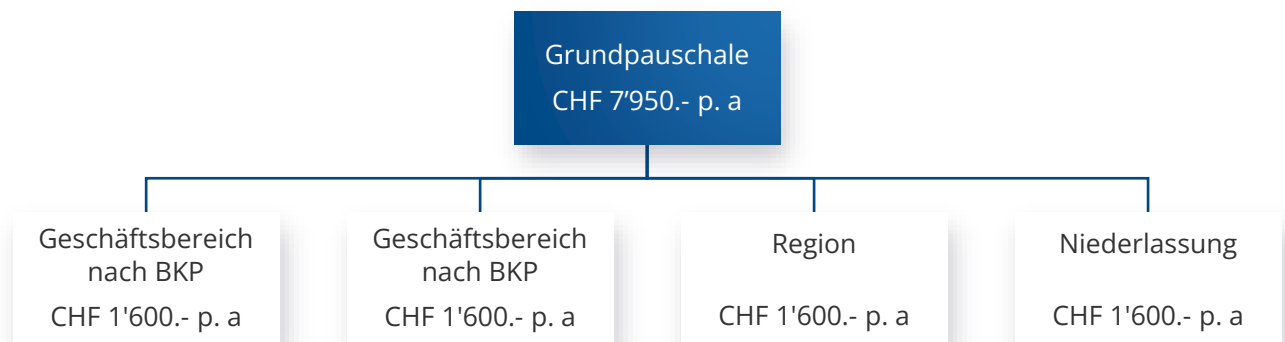 Grundpauschale
CHF 7’950.- p. a
Geschäftsbereich
nach BKP
CHF 1'600.- p. a
Geschäftsbereich
nach BKP
CHF 1'600.- p. a
Region
CHF 1'600.- p. a
Niederlassung
CHF 1'600.- p. a